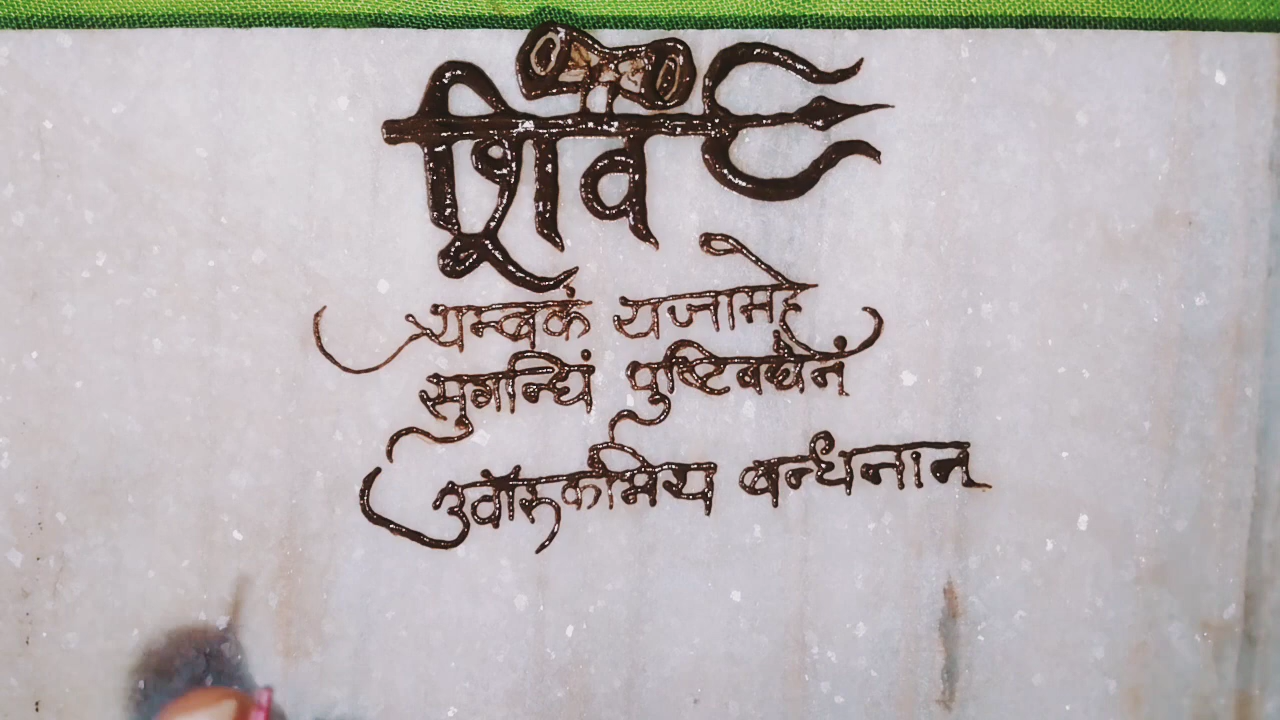 शिव
त्र्यम्बकं यजामहे
सुगन्धिं पुष्टिवर्धनं
उर्वारुकमिय बन्धनान्